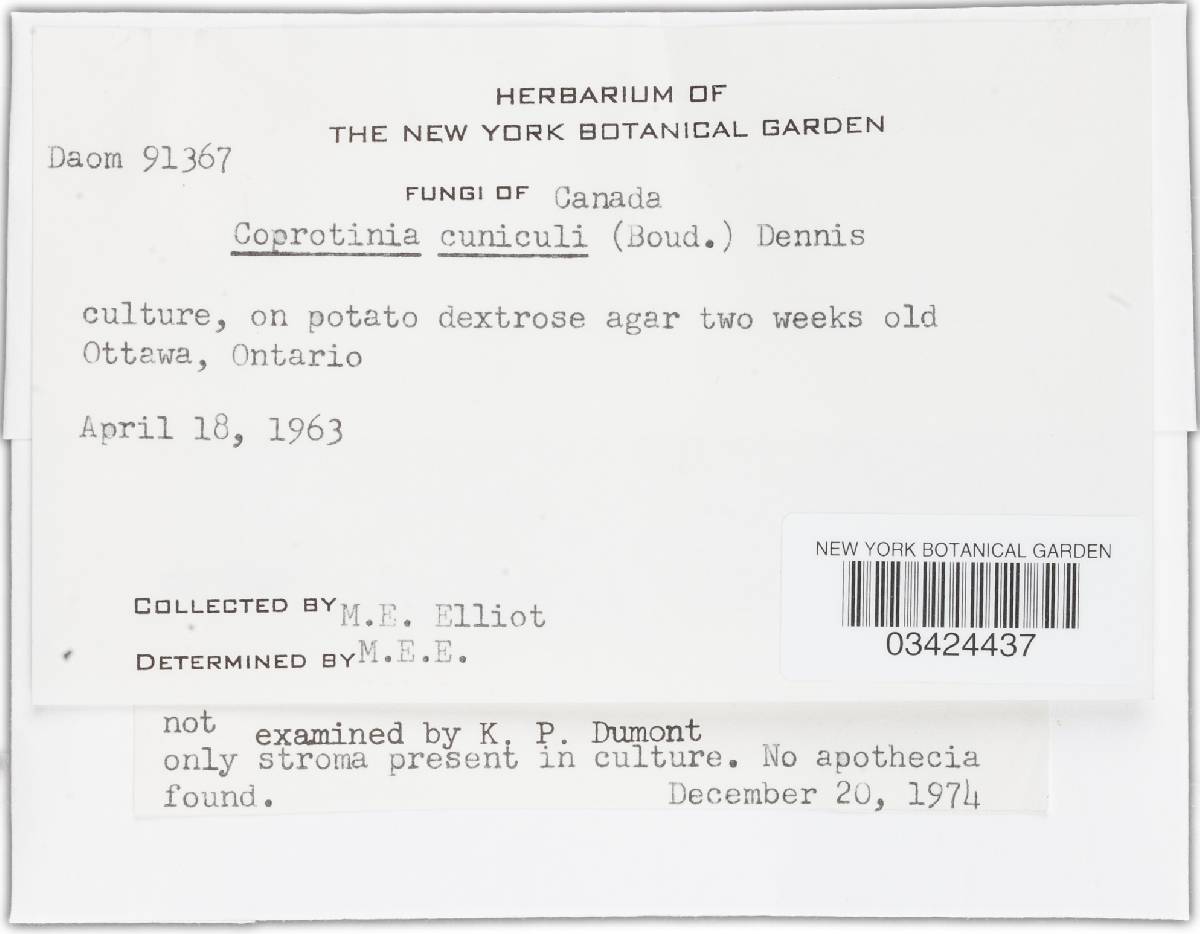 HERBARIUM OF
THE NEW YORK BOTANICAL GARDEN
Daom 91367
FUNGI OF Canada
Coprotinia cuniculi (Boud.) Dennis
culture, on potato dextrose agar two weeks old
Ottawa, Ontario
April 18, 1963
NEW YORK BOTANICAL GARDEN
03424437
COLLECTED BY M.E. Elliot
DETERMINED BY M.E.E.
not examined by K. P. Dumont
only stroma present in culture. No apothecia
found. December 20, 1974